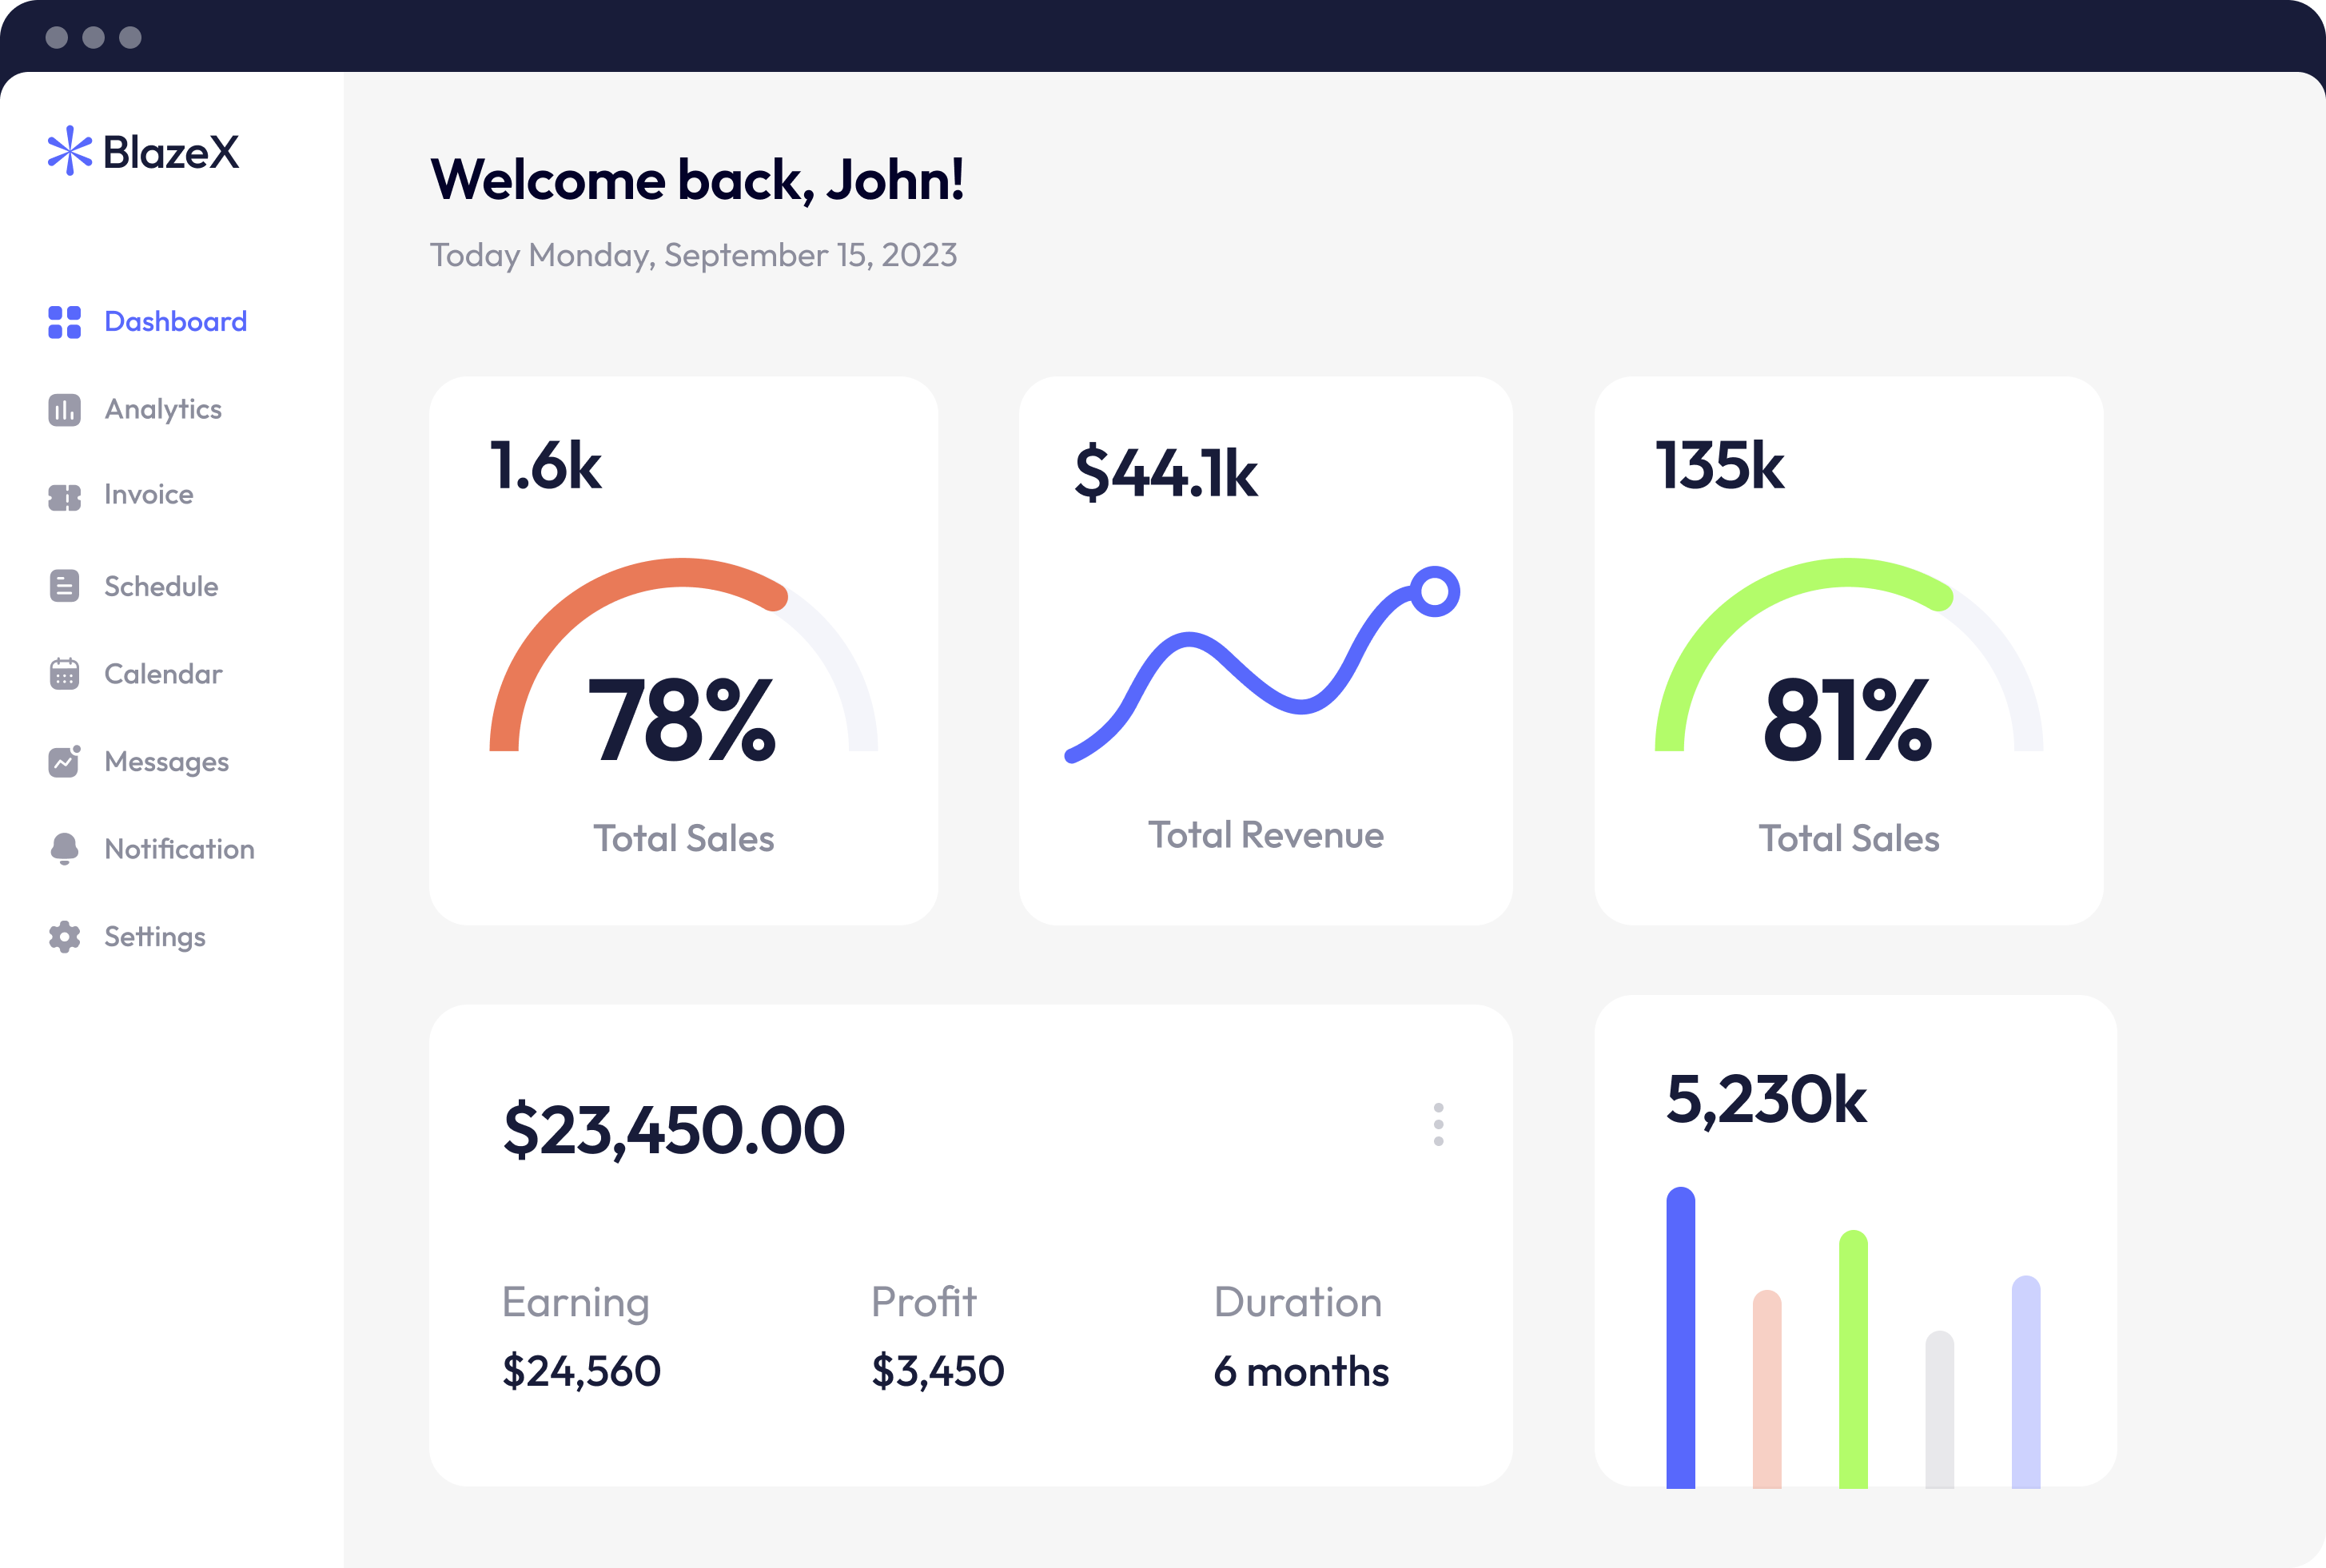 BlazeX
Dashboard
Analytics
Invoice
Schedule
Calendar
Messages
Notification
Settings
Welcome back, John!
Today Monday, September 15, 2023
1.6k
78%
Total Sales
$44.1k
Total Revenue
135k
81%
Total Sales
$23,450.00
Earning
$24,560
Profit
$3,450
Duration
6 months
5,230k